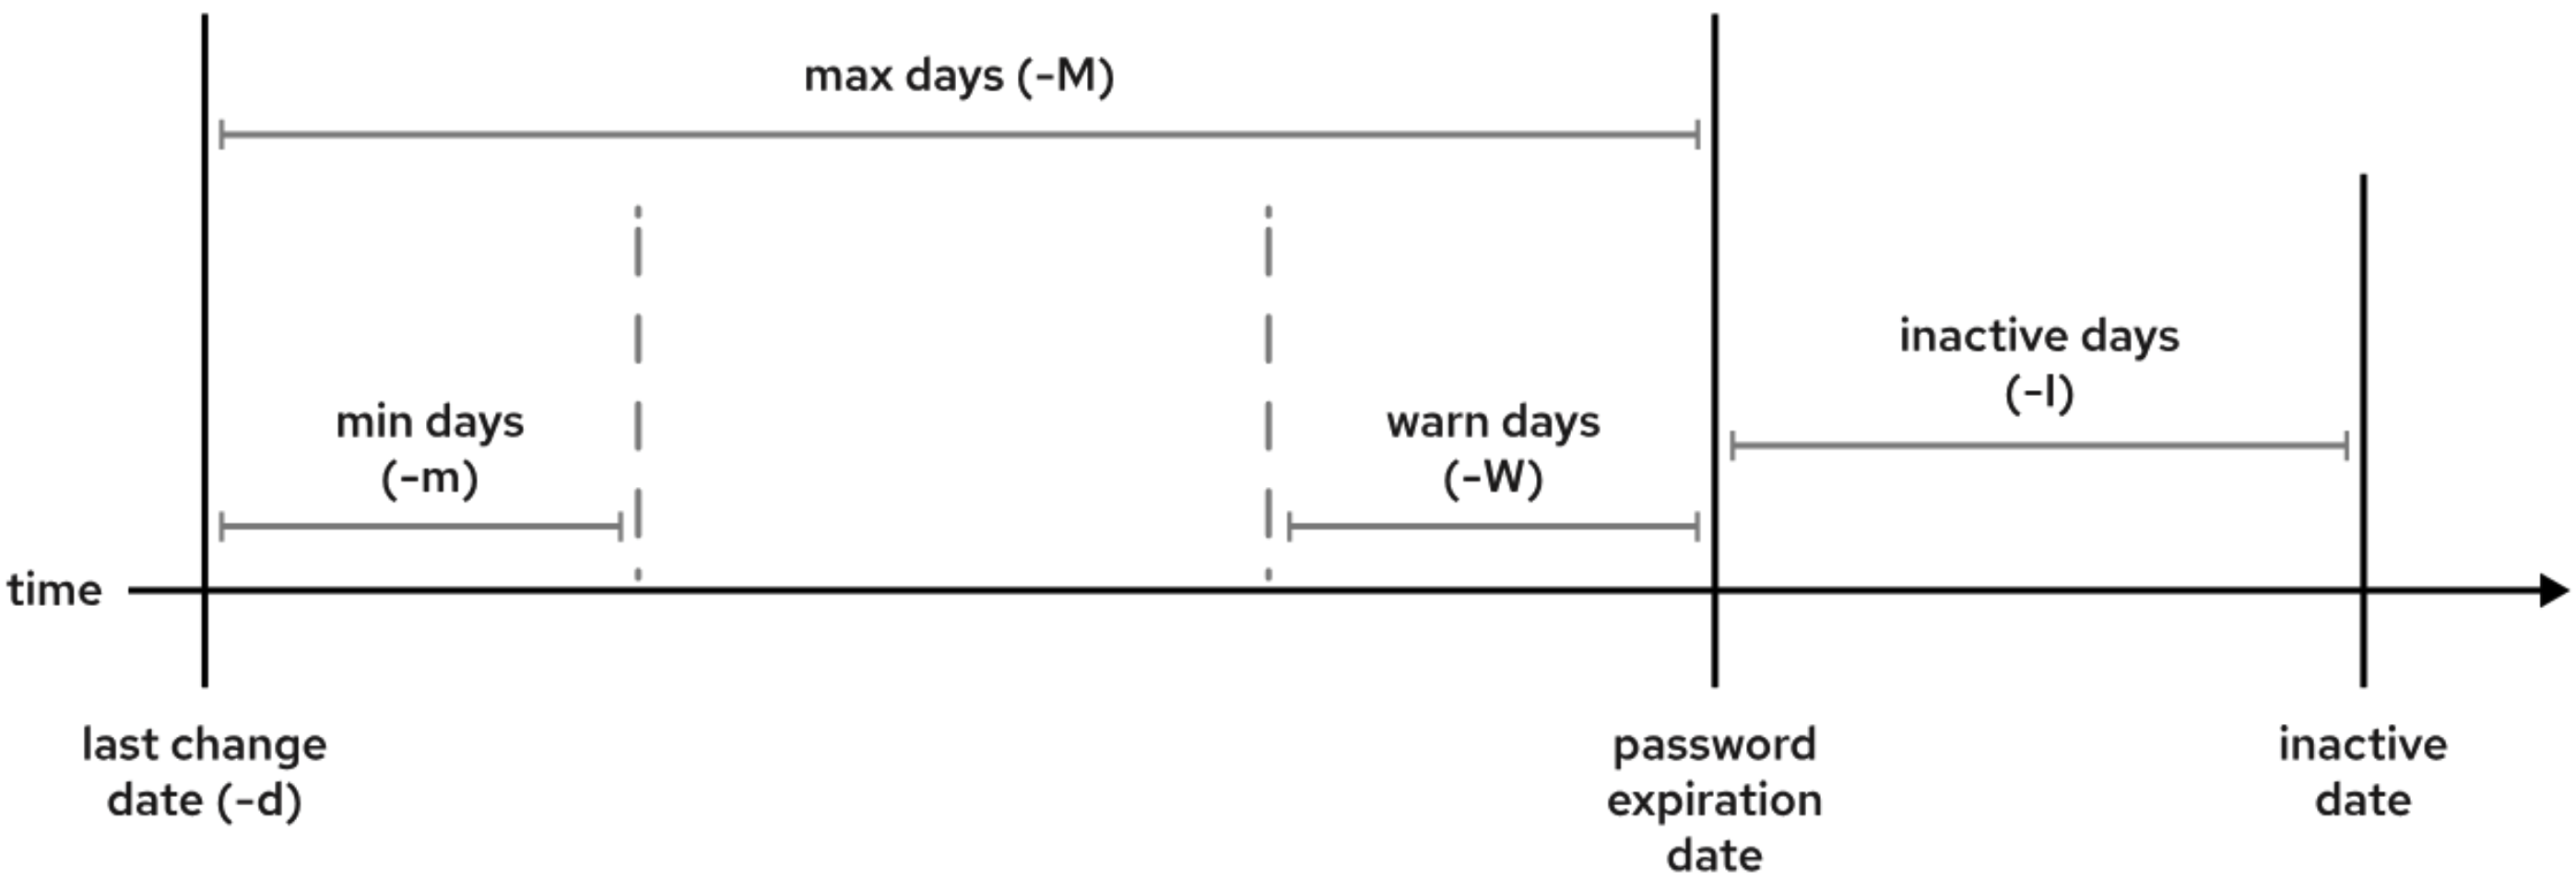 max days (-M)
inactive days
(-I)
min days
(-m)
warn days
(-W)
time
last change
date (-d)
password
expiration
date
inactive
date